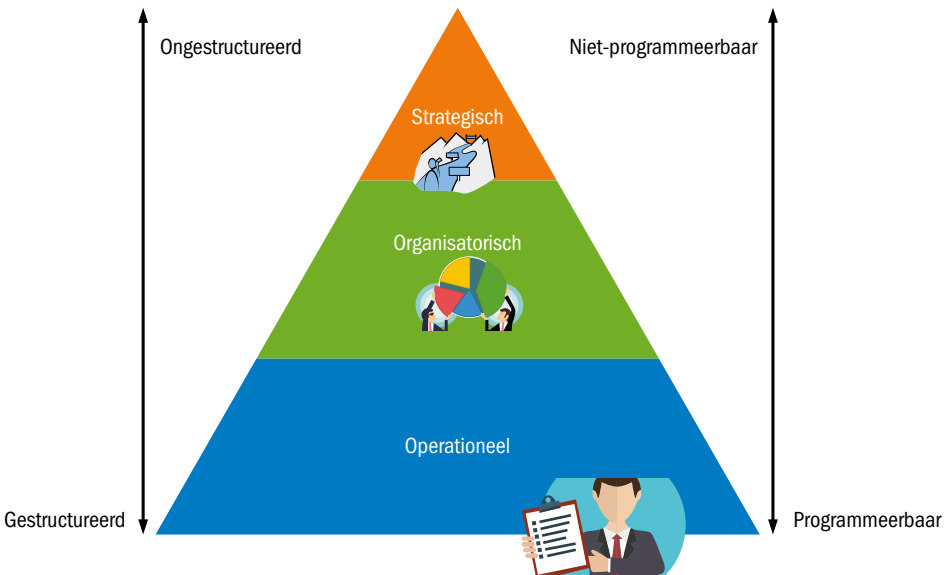 Ongestructureerd
Niet-programmeerbaar
Strategisch
Organisatorisch
Operationeel
Gestructureerd
Programmeerbaar